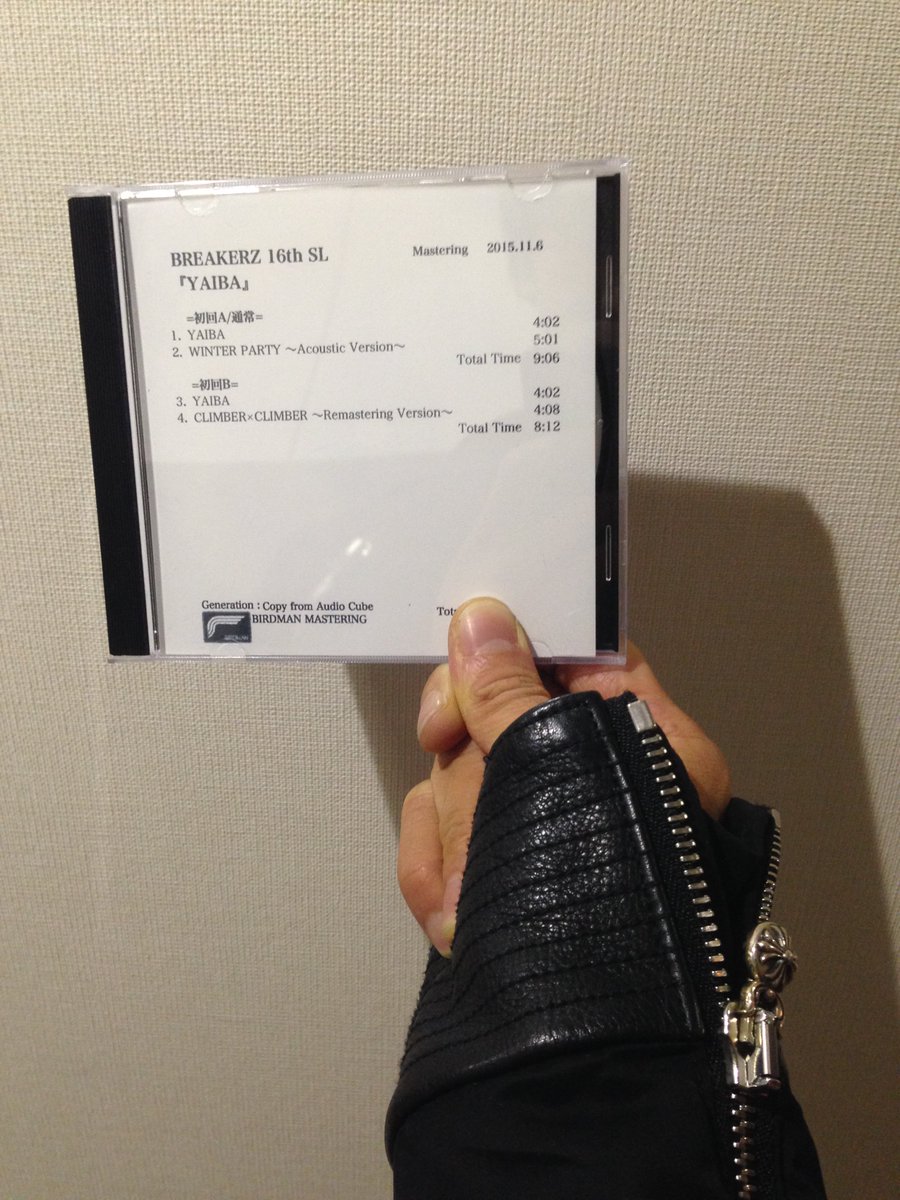 BREAKERZ 16th SL Mastering 2015.11.6
『YAIBA』
=初回A/通常=
1. YAIBA 4:02
2. WINTER PARTY ～Acoustic Version～ 5:01
Total Time 9:06
=初回B=
3. YAIBA 4:02
4. CLIMBER×CLIMBER ～Remastering Version～ 4:08
Total Time 8:12
Generation : Copy from Audio Cube
BIRDMAN MASTERING